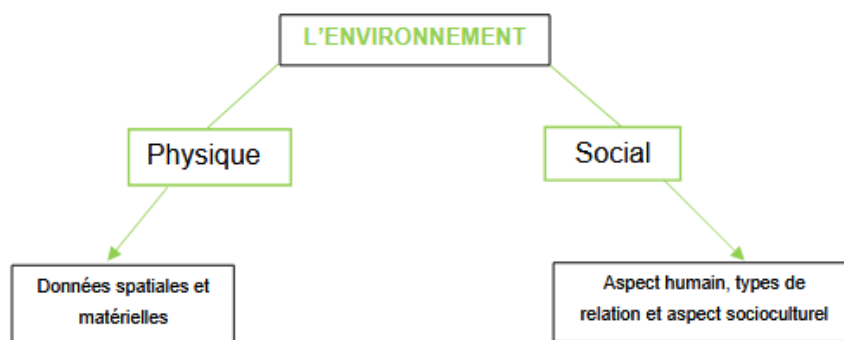 L'ENVIRONNEMENT
Physique
Social
Données spatiales et
matérielles
Aspect humain, types de
relation et aspect socioculturel